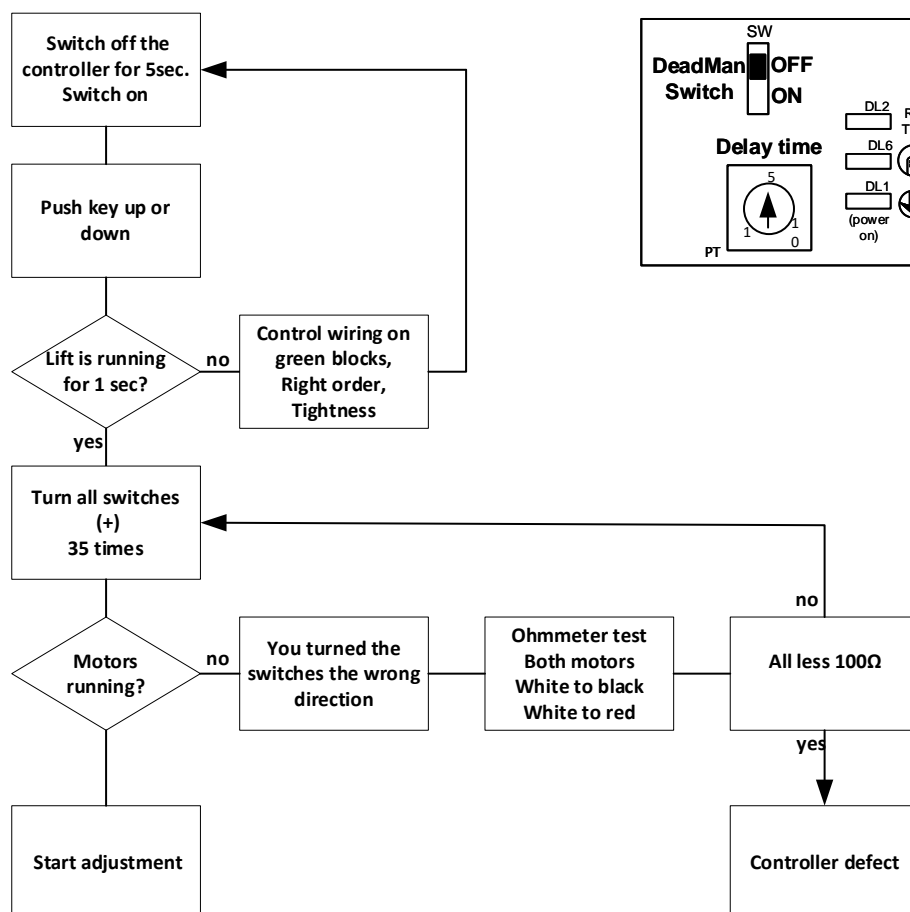 Switch off the
controller for 5sec.
Switch on
Push key up or
down
Lift is running
for 1 sec?
no
Control wiring on
green blocks,
Right order,
Tightness
yes
Turn all switches
(+)
35 times
Motors
running?
no
You turned the
switches the wrong
direction
Ohmmeter test
Both motors
White to black
White to red
no
All less 100Ω
yes
Start adjustment
Controller defect
SW
DeadMan OFF
Switch ON
Delay time
5
1
1
0
PT
DL2
R
T
DL6
DL1
(power
on)